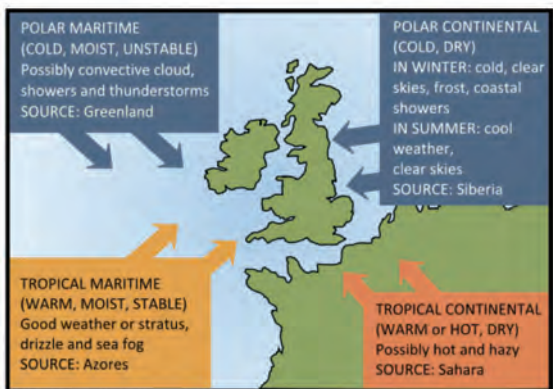 POLAR MARITIME
(COLD, MOIST, UNSTABLE)
Possibly convective cloud,
showers and thunderstorms
SOURCE: Greenland
POLAR CONTINENTAL
(COLD, DRY)
IN WINTER: cold, clear
skies, frost, coastal
showers
IN SUMMER: cool
weather,
clear skies
SOURCE: Siberia
TROPICAL MARITIME
(WARM, MOIST, STABLE)
Good weather or stratus,
drizzle and sea fog
SOURCE: Azores
TROPICAL CONTINENTAL
(WARM or HOT, DRY)
Possibly hot and hazy
SOURCE: Sahara